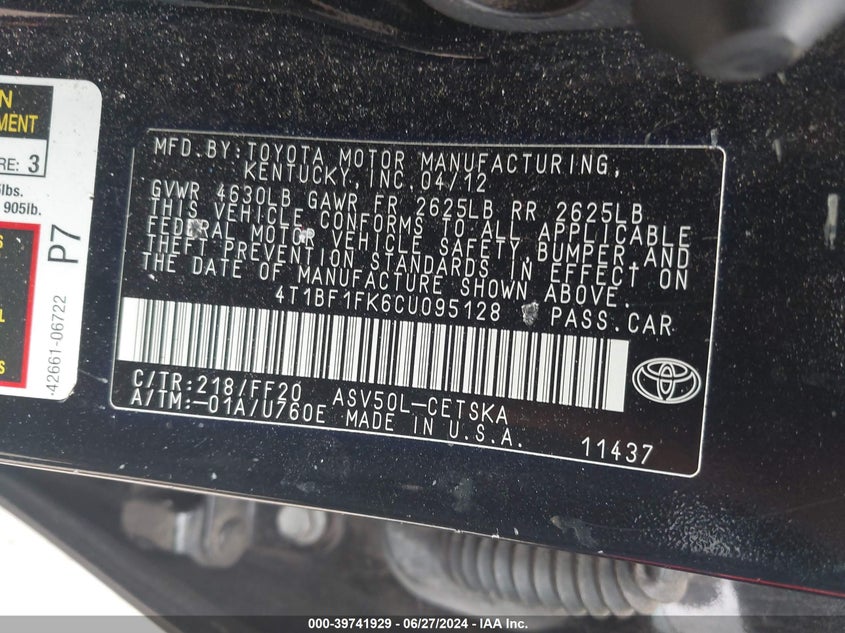 N
MENT
RE: 3
lbs.
905lb.
S
S
P7
42661-06722
MFD.BY:TOYOTA MOTOR MANUFACTURING,
KENTUCKY, INC. 04/12
GVWR 4630LB GAWR FR 2625LB RR 2625LB
THIS VEHICLE CONFORMS TO ALL APPLICABLE
FEDERAL MOTOR VEHICLE SAFETY, BUMPER, AND
THEFT PREVENTION STANDARDS IN EFFECT ON
THE DATE OF MANUFACTURE SHOWN ABOVE.
4T1BF1FK6CU095128 PASS.CAR
C/TR:218/FF20 ASV50L-CETSKA
A/TM:-01A/U760E MADE IN U.S.A.
11437
000-39741929 - 06/27/2024 - IAA Inc.